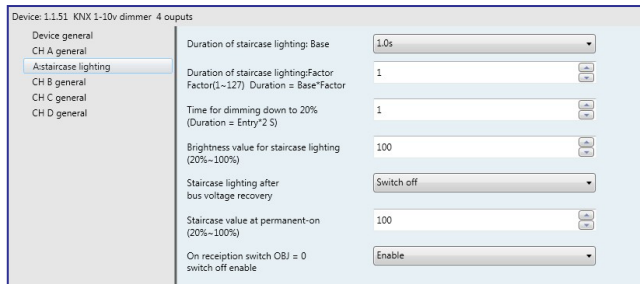 Device: 1.1.51 KNX 1-10v dimmer 4 ouputs
Device general
CH A general
A:staircase lighting
CH B general
CH C general
CH D general
Duration of staircase lighting: Base
1.0s
Duration of staircase lighting:Factor
Factor(1~127) Duration = Base*Factor
1
Time for dimming down to 20%
(Duration = Entry*2 S)
1
Brightness value for staircase lighting
(20%~100%)
100
Staircase lighting after
bus voltage recovery
Switch off
Staircase value at permanent-on
(20%~100%)
100
On receiption switch OBJ = 0
switch off enable
Enable